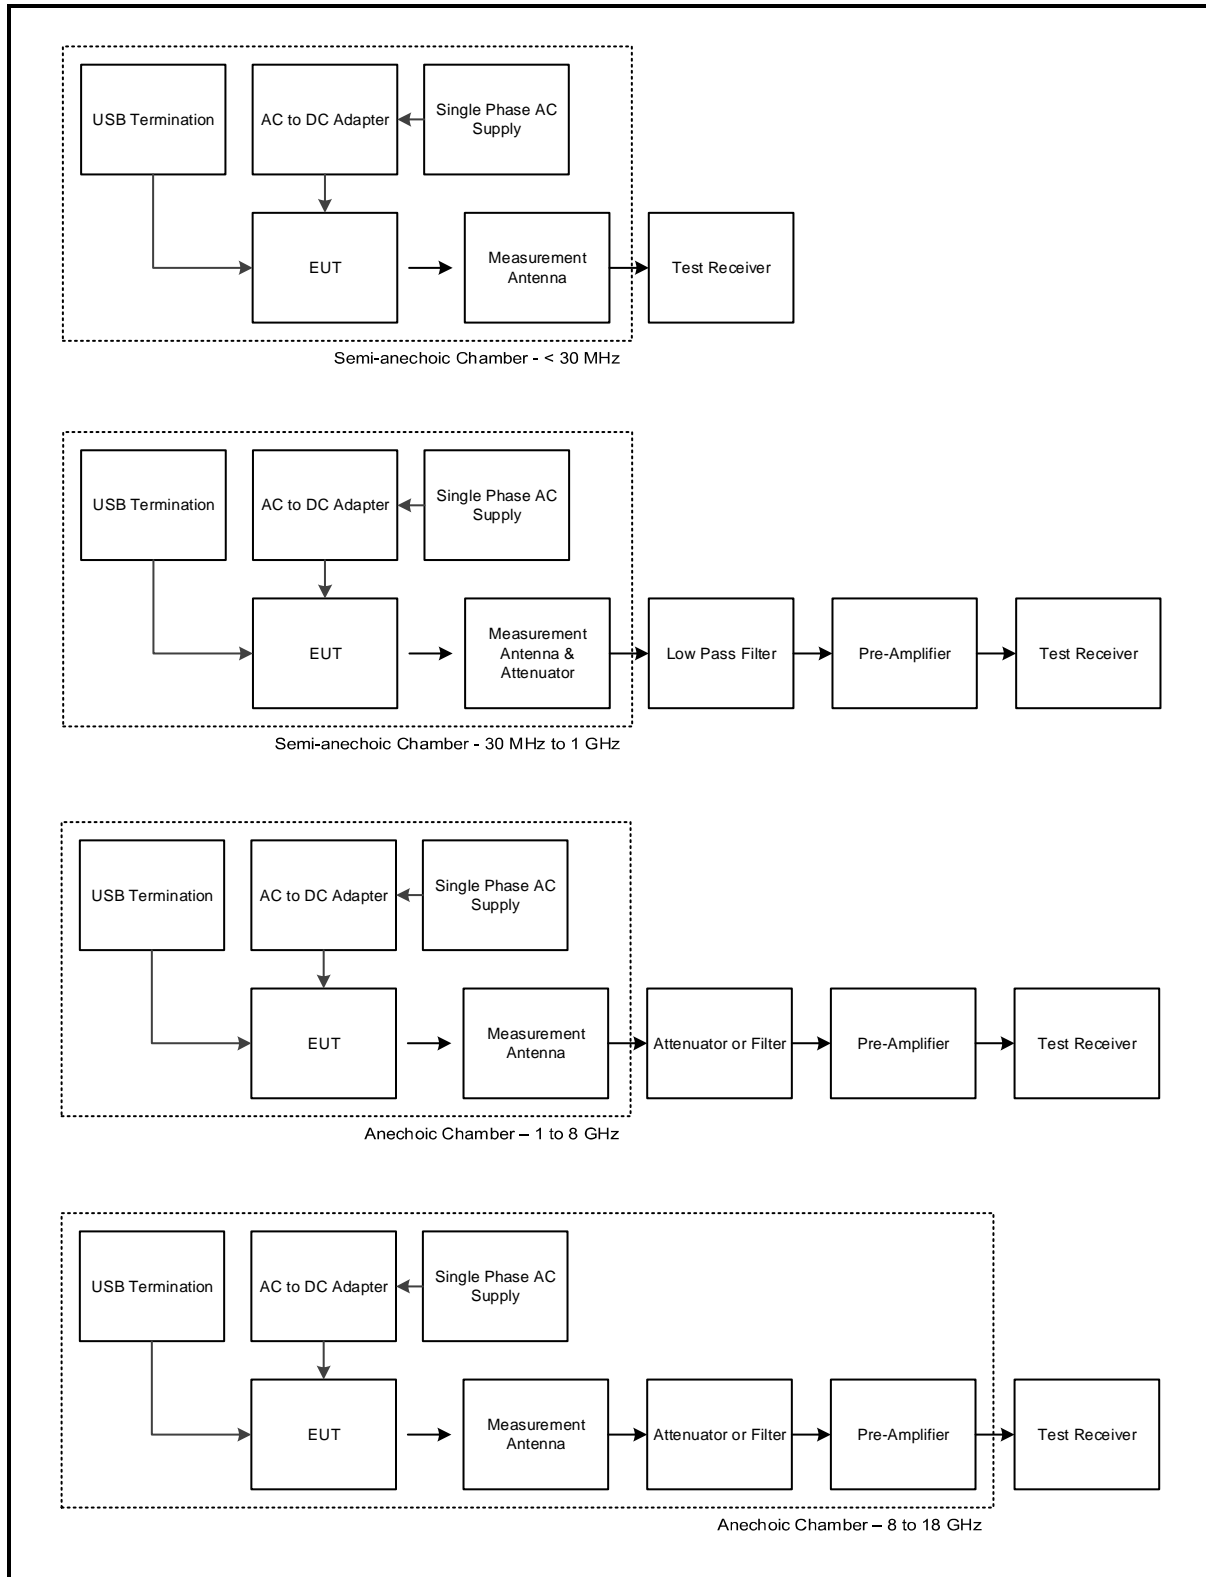 USB Termination
AC to DC Adapter
Single Phase AC
Supply
EUT
Measurement
Antenna
Test Receiver
Semi-anechoic Chamber - < 30 MHz
USB Termination
AC to DC Adapter
Single Phase AC
Supply
EUT
Measurement
Antenna &
Attenuator
Low Pass Filter
Pre-Amplifier
Test Receiver
Semi-anechoic Chamber - 30 MHz to 1 GHz
USB Termination
AC to DC Adapter
Single Phase AC
Supply
EUT
Measurement
Antenna
Attenuator or Filter
Pre-Amplifier
Test Receiver
Anechoic Chamber – 1 to 8 GHz
USB Termination
AC to DC Adapter
Single Phase AC
Supply
EUT
Measurement
Antenna
Attenuator or Filter
Pre-Amplifier
Test Receiver
Anechoic Chamber – 8 to 18 GHz